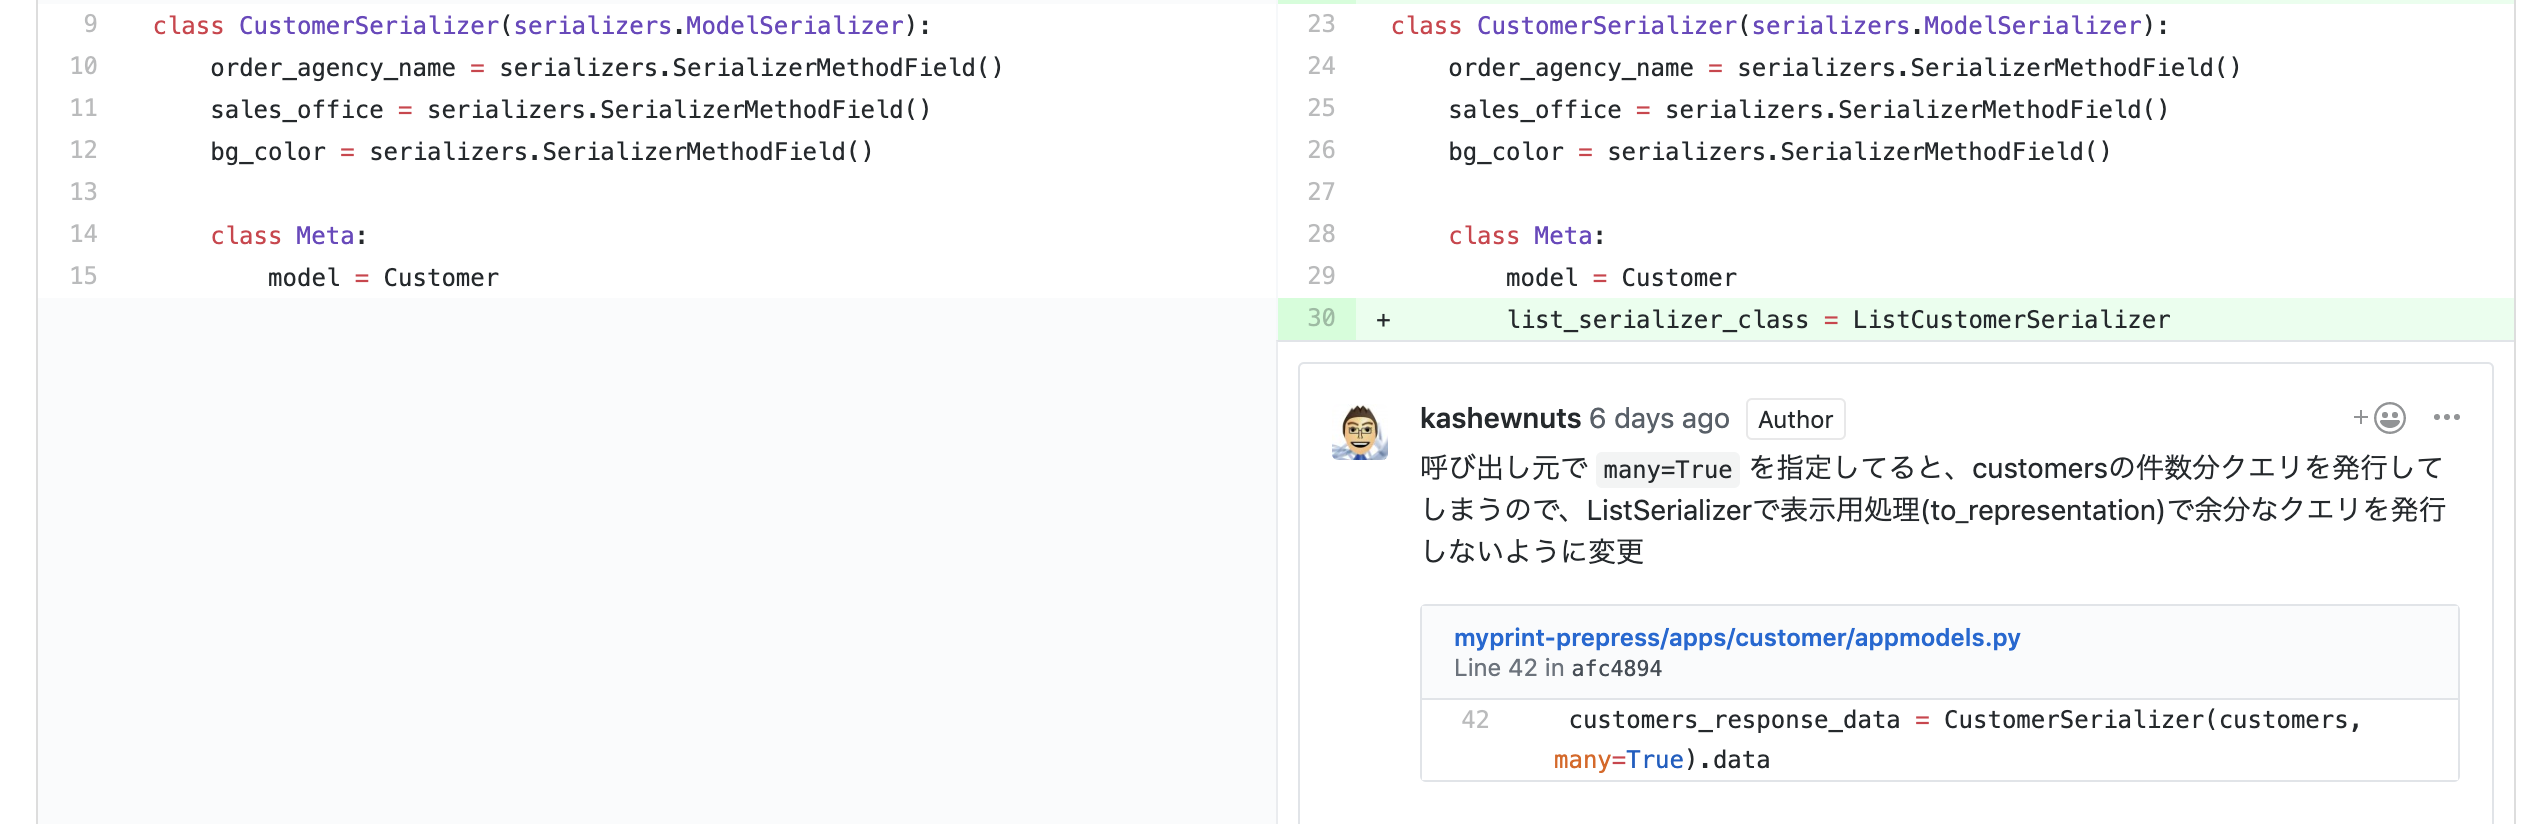 9 class CustomerSerializer(serializers.ModelSerializer):
10 order_agency_name = serializers.SerializerMethodField()
11 sales_office = serializers.SerializerMethodField()
12 bg_color = serializers.SerializerMethodField()
13
14 class Meta:
15 model = Customer
23 class CustomerSerializer(serializers.ModelSerializer):
24 order_agency_name = serializers.SerializerMethodField()
25 sales_office = serializers.SerializerMethodField()
26 bg_color = serializers.SerializerMethodField()
27
28 class Meta:
29 model = Customer
30 + list_serializer_class = ListCustomerSerializer
kashewnuts 6 days ago Author
呼び出し元で many=True を指定してると、customersの件数分クエリを発行して
しまうので、ListSerializerで表示用処理(to_representation)で余分なクエリを発行
しないように変更
myprint-prepress/apps/customer/appmodels.py
Line 42 in afc4894
42 customers_response_data = CustomerSerializer(customers,
many=True).data